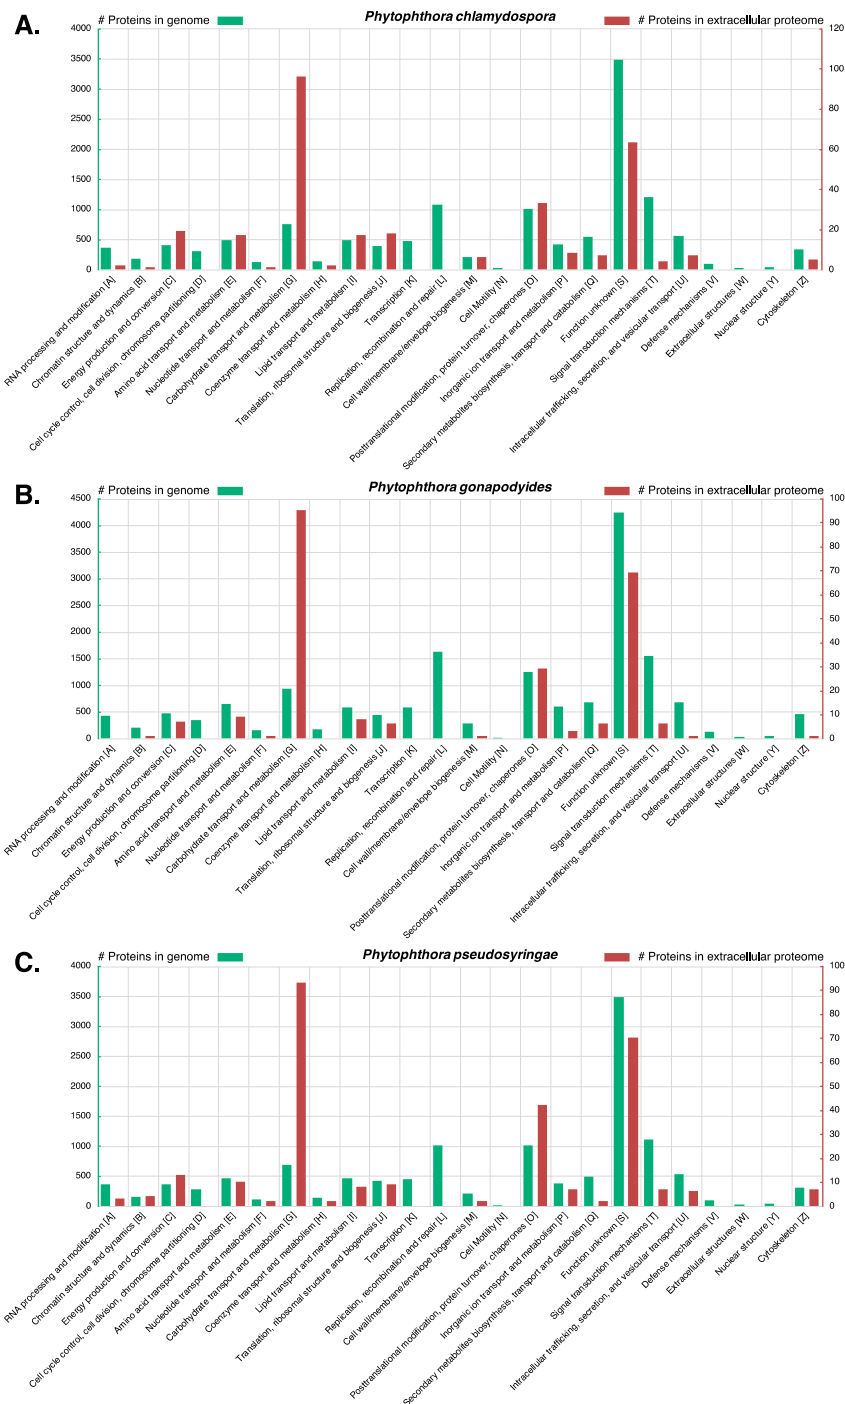 A.
Phytophthora chlamydospora
# Proteins in genome
# Proteins in extracellular proteome
4000
3500
3000
2500
2000
1500
1000
500
0
120
100
80
60
40
20
0
RNA processing and modification [A]
Chromatin structure and dynamics [B]
Energy production and conversion [C]
Cell cycle control, cell division, chromosome partitioning [D]
Amino acid transport and metabolism [E]
Nucleotide transport and metabolism [F]
Carbohydrate transport and metabolism [G]
Coenzyme transport and metabolism [H]
Lipid transport and metabolism [I]
Translation, ribosomal structure and biogenesis [J]
Transcription [K]
Replication, recombination and repair [L]
Cell wall/membrane/envelope biogenesis [M]
Cell Motility [N]
Posttranslational modification, protein turnover, chaperones [O]
Inorganic ion transport and metabolism [P]
Secondary metabolites biosynthesis, transport and catabolism [Q]
Function unknown [S]
Signal transduction mechanisms [T]
Intracellular trafficking, secretion, and vesicular transport [U]
Defense mechanisms [V]
Extracellular structures [W]
Nuclear structure [Y]
Cytoskeleton [Z]
B.
Phytophthora gonapodyides
# Proteins in genome
# Proteins in extracellular proteome
4500
4000
3500
3000
2500
2000
1500
1000
500
0
100
90
80
70
60
50
40
30
20
10
0
RNA processing and modification [A]
Chromatin structure and dynamics [B]
Energy production and conversion [C]
Cell cycle control, cell division, chromosome partitioning [D]
Amino acid transport and metabolism [E]
Nucleotide transport and metabolism [F]
Carbohydrate transport and metabolism [G]
Coenzyme transport and metabolism [H]
Lipid transport and metabolism [I]
Translation, ribosomal structure and biogenesis [J]
Transcription [K]
Replication, recombination and repair [L]
Cell wall/membrane/envelope biogenesis [M]
Cell Motility [N]
Posttranslational modification, protein turnover, chaperones [O]
Inorganic ion transport and metabolism [P]
Secondary metabolites biosynthesis, transport and catabolism [Q]
Function unknown [S]
Signal transduction mechanisms [T]
Intracellular trafficking, secretion, and vesicular transport [U]
Defense mechanisms [V]
Extracellular structures [W]
Nuclear structure [Y]
Cytoskeleton [Z]
C.
Phytophthora pseudosyringae
# Proteins in genome
# Proteins in extracellular proteome
4000
3500
3000
2500
2000
1500
1000
500
0
100
90
80
70
60
50
40
30
20
10
0
RNA processing and modification [A]
Chromatin structure and dynamics [B]
Energy production and conversion [C]
Cell cycle control, cell division, chromosome partitioning [D]
Amino acid transport and metabolism [E]
Nucleotide transport and metabolism [F]
Carbohydrate transport and metabolism [G]
Coenzyme transport and metabolism [H]
Lipid transport and metabolism [I]
Translation, ribosomal structure and biogenesis [J]
Transcription [K]
Replication, recombination and repair [L]
Cell wall/membrane/envelope biogenesis [M]
Cell Motility [N]
Posttranslational modification, protein turnover, chaperones [O]
Inorganic ion transport and metabolism [P]
Secondary metabolites biosynthesis, transport and catabolism [Q]
Function unknown [S]
Signal transduction mechanisms [T]
Intracellular trafficking, secretion, and vesicular transport [U]
Defense mechanisms [V]
Extracellular structures [W]
Nuclear structure [Y]
Cytoskeleton [Z]